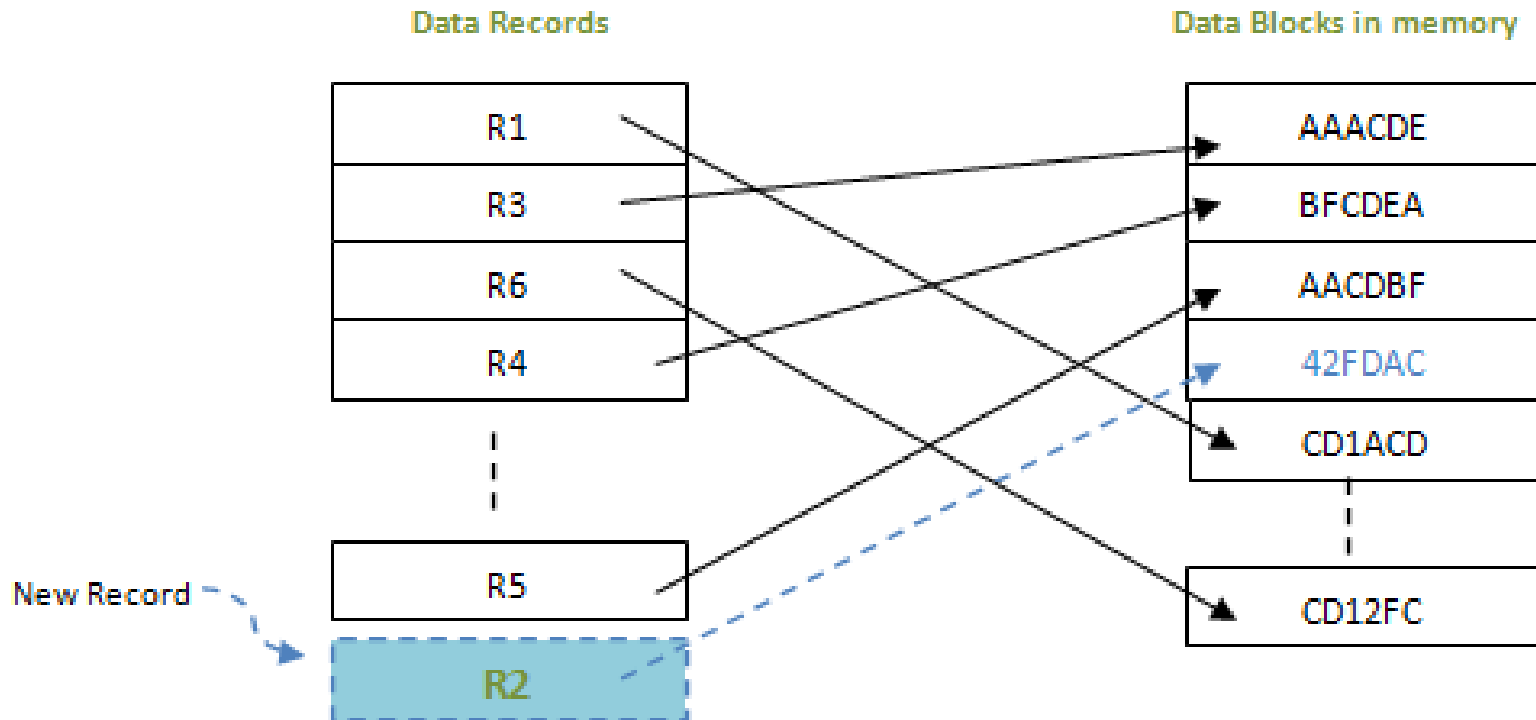 Data Records
Data Blocks in memory
R1
AAACDE
R3
BFCDEA
R6
AACDBF
R4
42FDAC
CD1ACD
R5
New Record
CD12FC
R2